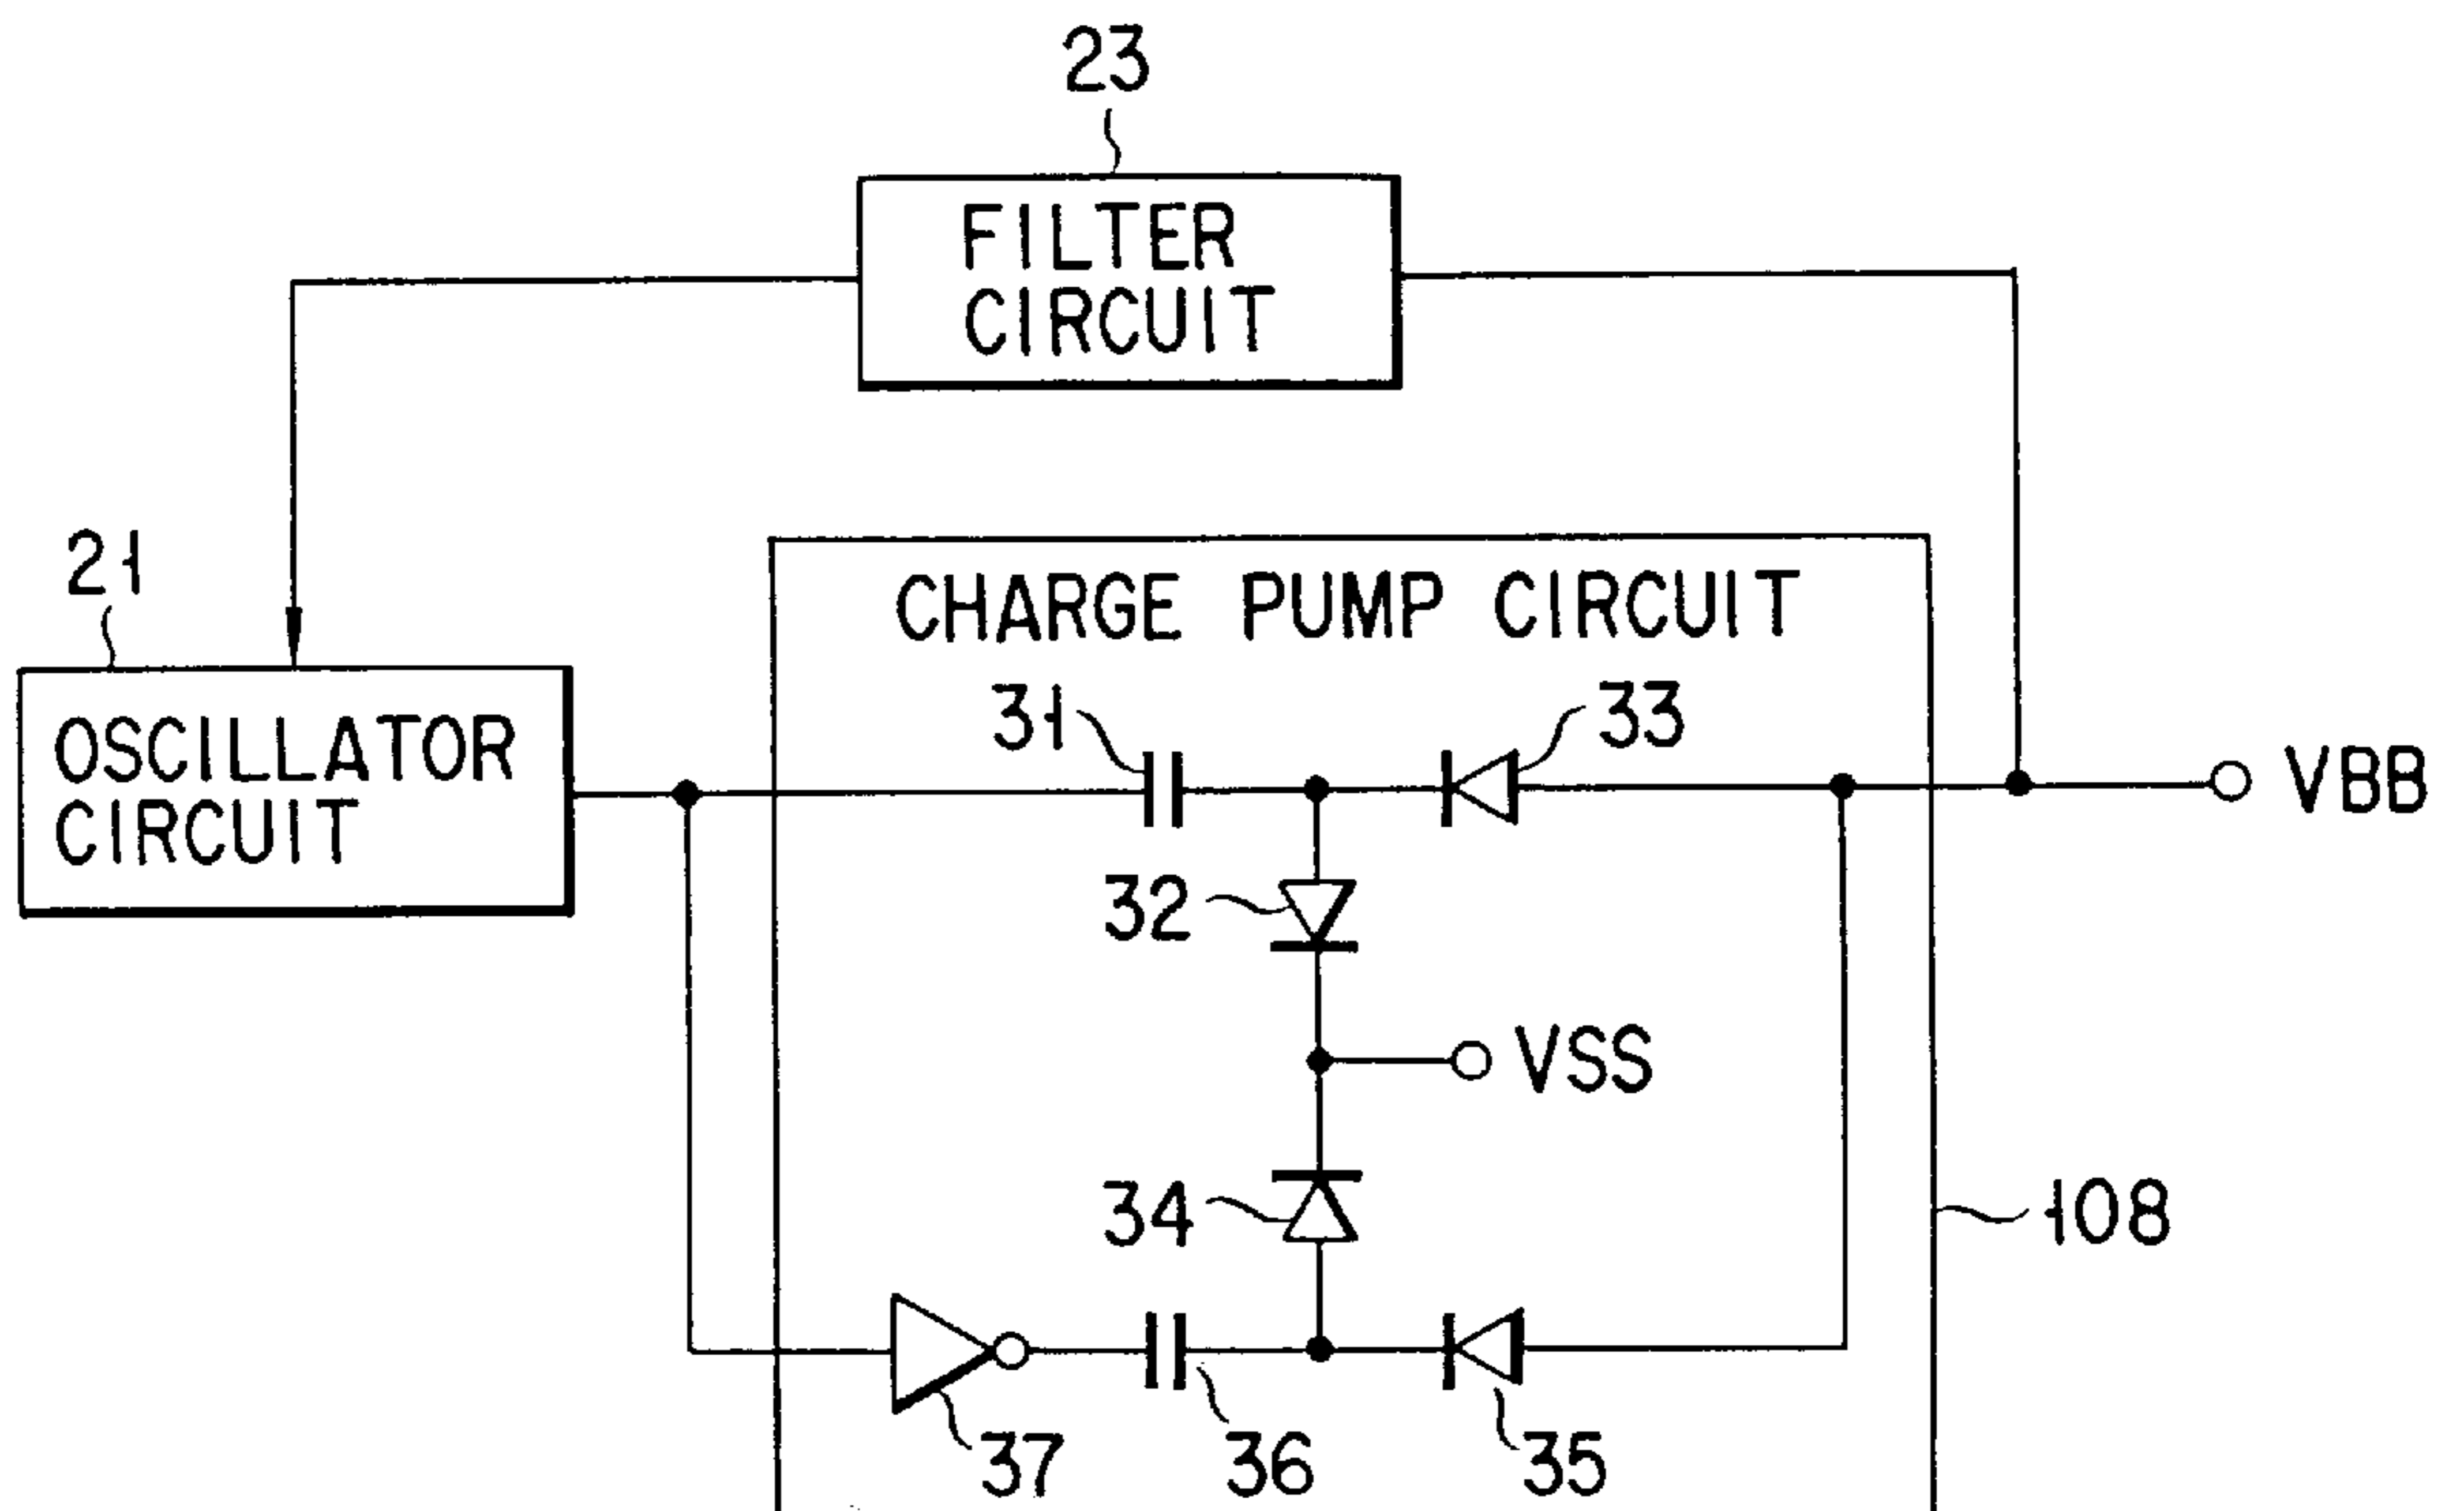 23
FILTER
CIRCUIT
21
CHARGE PUMP CIRCUIT
OSCILLATOR
CIRCUIT
31
33
VBB
32
VSS
34
108
37
36
35